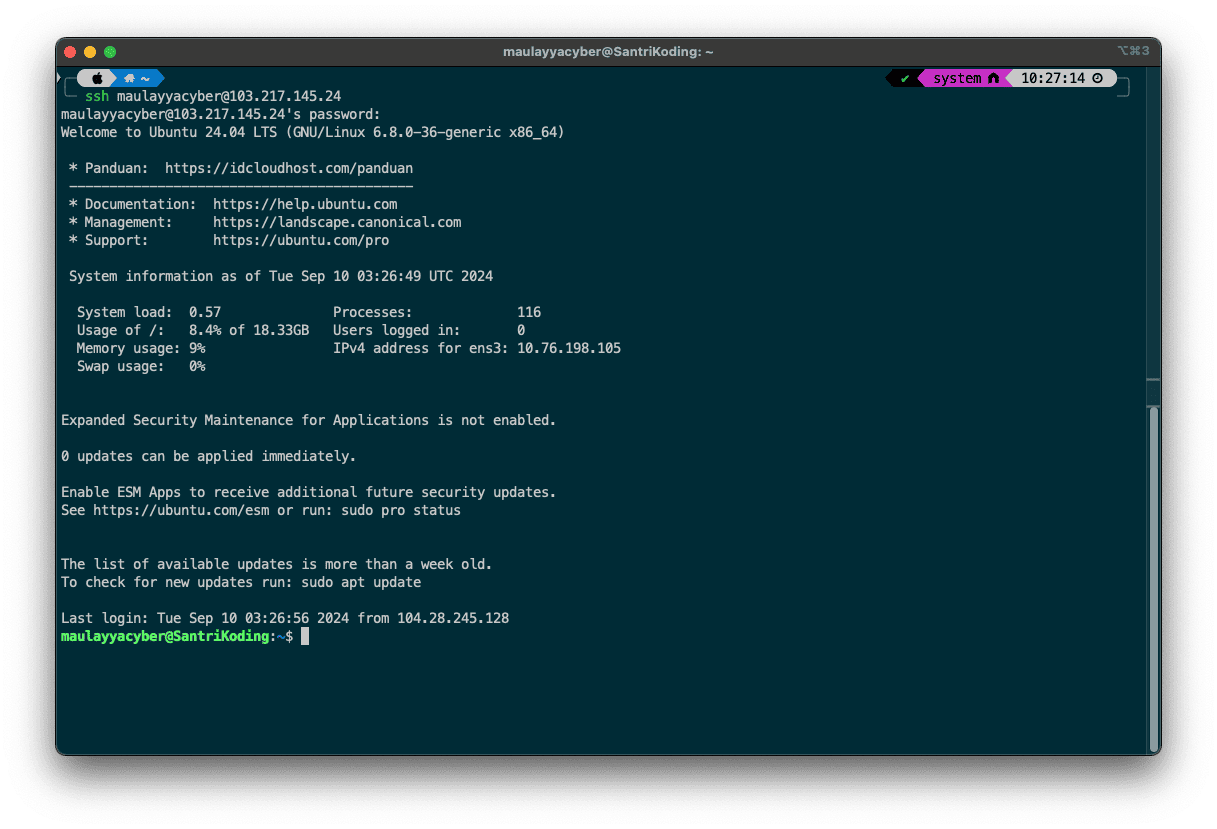 maulayyacyber@SantriKoding: ~
⌥⌘3
~
✔ system 10:27:14
ssh maulayyacyber@103.217.145.24
maulayyacyber@103.217.145.24's password:
Welcome to Ubuntu 24.04 LTS (GNU/Linux 6.8.0-36-generic x86_64)
* Panduan:  https://idcloudhost.com/panduan
-------------------------------------------
* Documentation:  https://help.ubuntu.com
* Management:     https://landscape.canonical.com
* Support:        https://ubuntu.com/pro
System information as of Tue Sep 10 03:26:49 UTC 2024
System load:  0.57              Processes:             116
Usage of /:   8.4% of 18.33GB   Users logged in:       0
Memory usage: 9%                IPv4 address for ens3: 10.76.198.105
Swap usage:   0%
Expanded Security Maintenance for Applications is not enabled.
0 updates can be applied immediately.
Enable ESM Apps to receive additional future security updates.
See https://ubuntu.com/esm or run: sudo pro status
The list of available updates is more than a week old.
To check for new updates run: sudo apt update
Last login: Tue Sep 10 03:26:56 2024 from 104.28.245.128
maulayyacyber@SantriKoding:~$